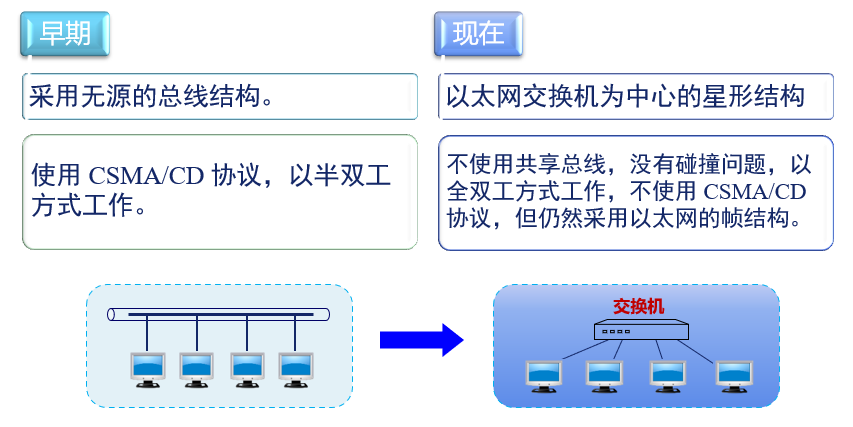 早期
采用无源的总线结构。
使用 CSMA/CD 协议，以半双工
方式工作。
现在
以太网交换机为中心的星形结构
不使用共享总线，没有碰撞问题，以
全双工方式工作，不使用 CSMA/CD
协议，但仍然采用以太网的帧结构。
交换机